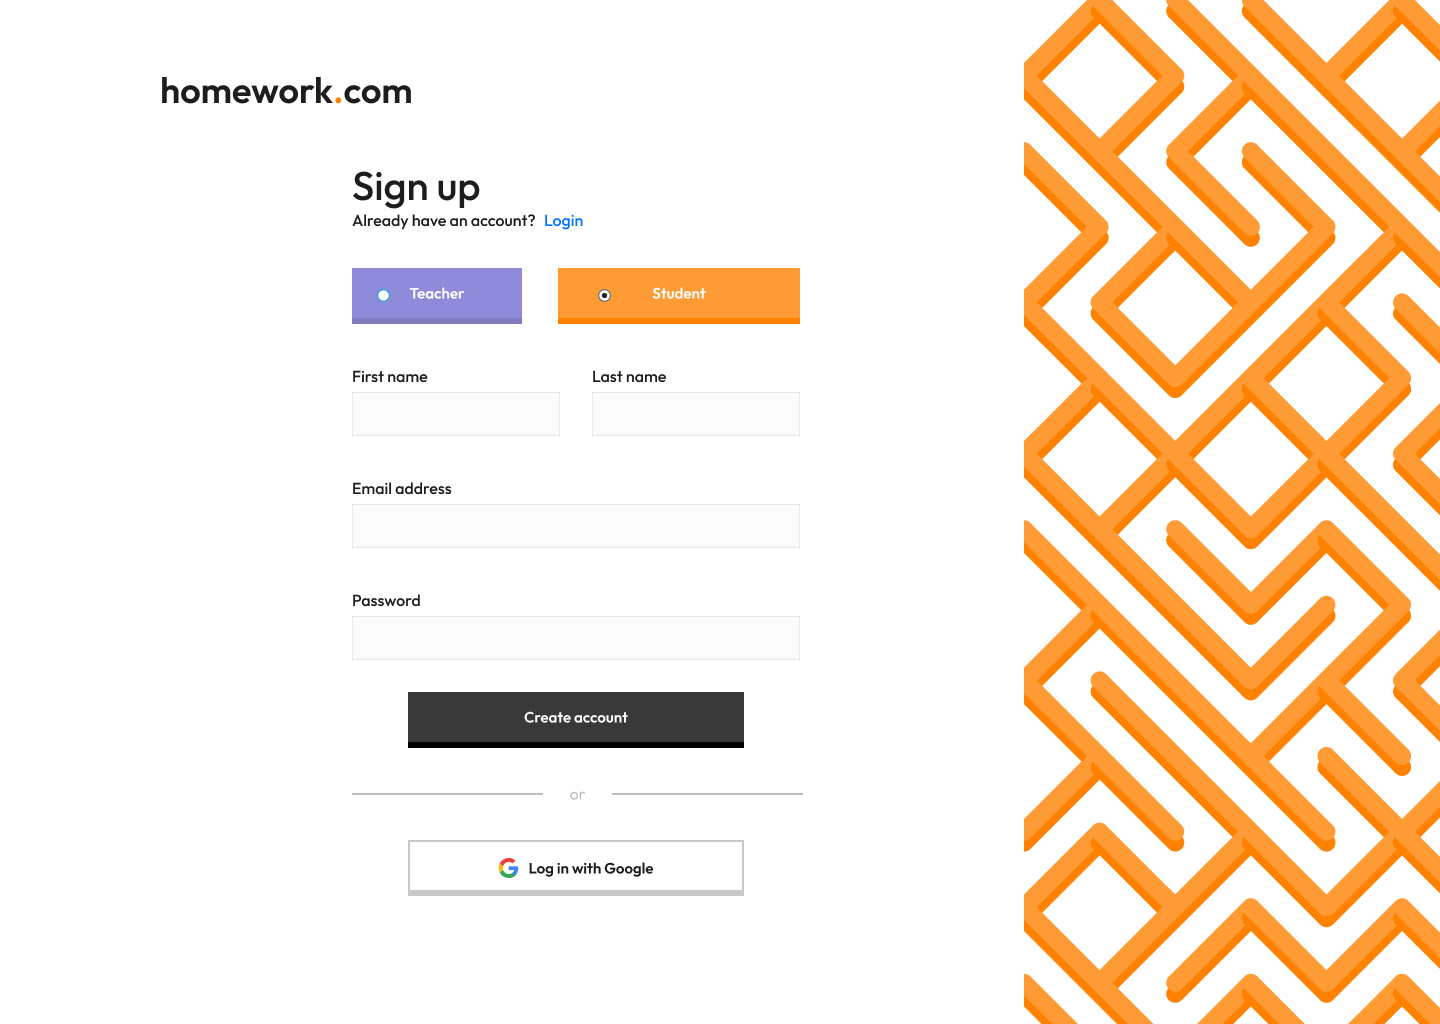 homework.com
Sign up
Already have an account? Login
Teacher Student
First name Last name
Email address
Password
Create account
or
Log in with Google